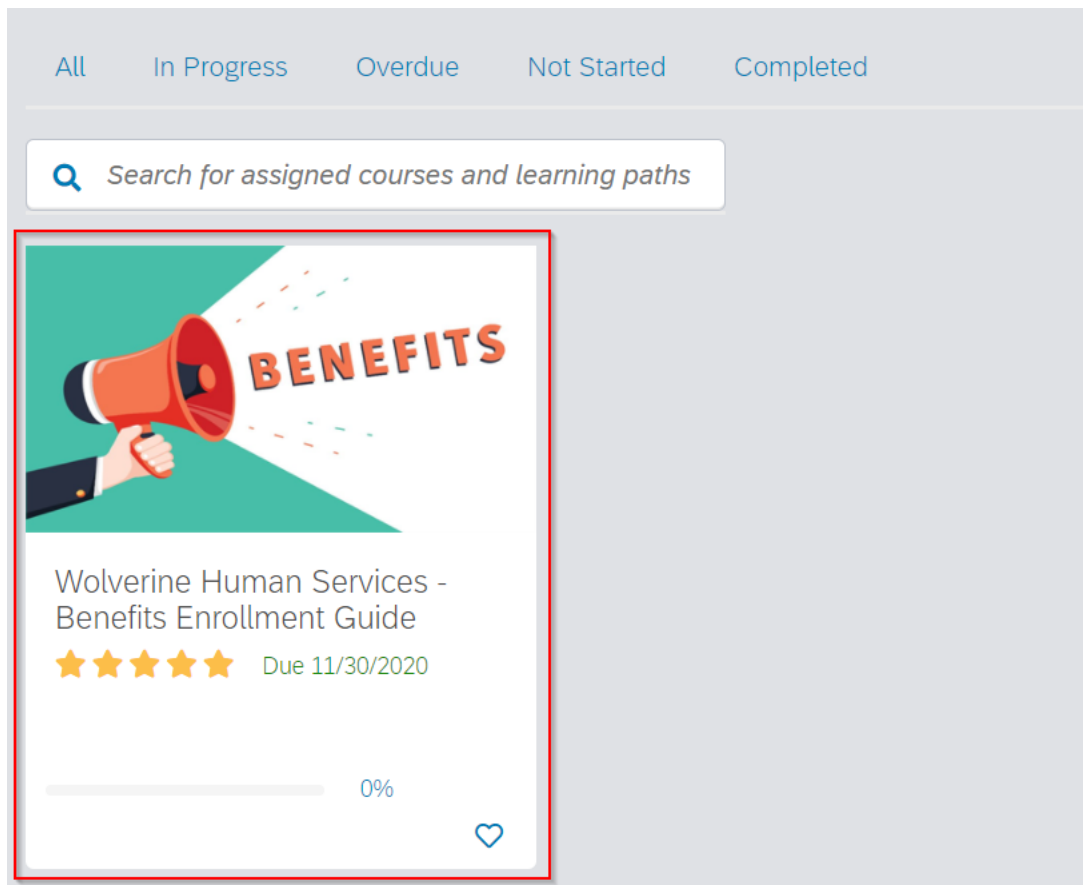 All In Progress Overdue Not Started Completed
Search for assigned courses and learning paths
BENEFITS
Wolverine Human Services -
Benefits Enrollment Guide
Due 11/30/2020
0%